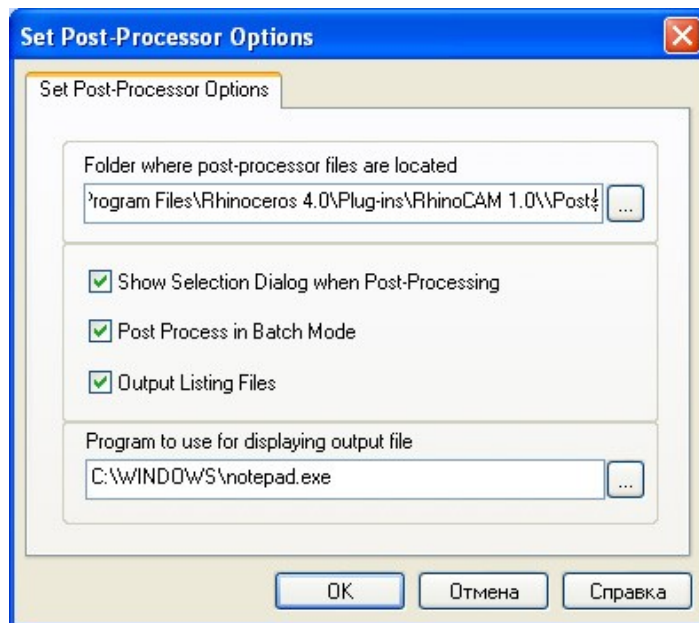 Set Post-Processor Options
Set Post-Processor Options
Folder where post-processor files are located
Program Files\Rhinoceros 4.0\Plug-ins\RhinoCAM 1.0\\Posts
...
Show Selection Dialog when Post-Processing
Post Process in Batch Mode
Output Listing Files
Program to use for displaying output file
C:\WINDOWS\notepad.exe
...
OK Отмена Справка